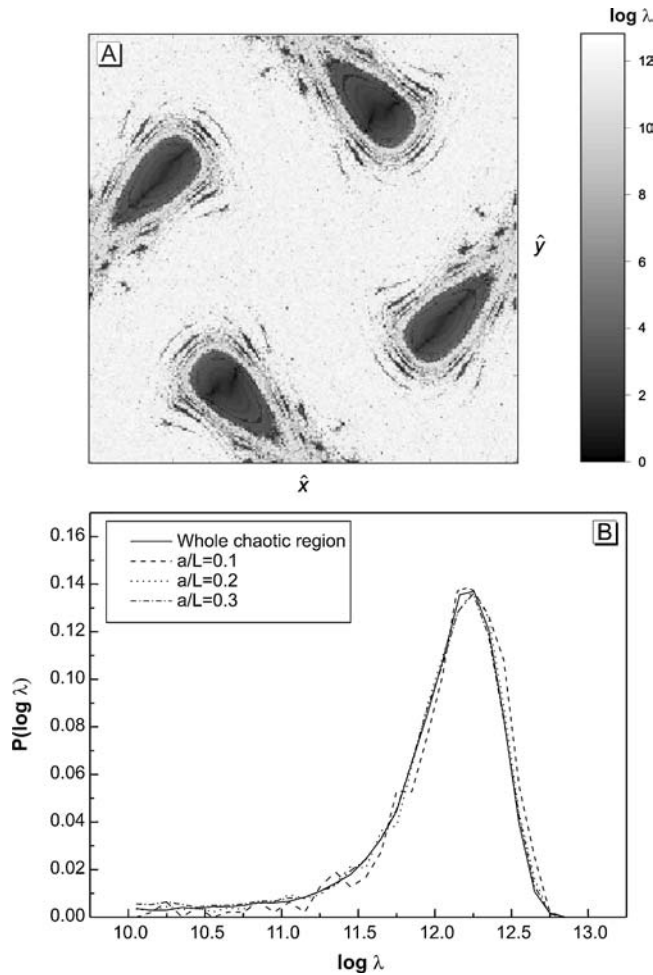 log λ
A
12
10
8
6
4
2
0
ŷ
x̂
B
Whole chaotic region
a/L=0.1
a/L=0.2
a/L=0.3
0.16
0.14
0.12
0.10
0.08
0.06
0.04
0.02
0.00
P(log λ)
10.0 10.5 11.0 11.5 12.0 12.5 13.0
log λ